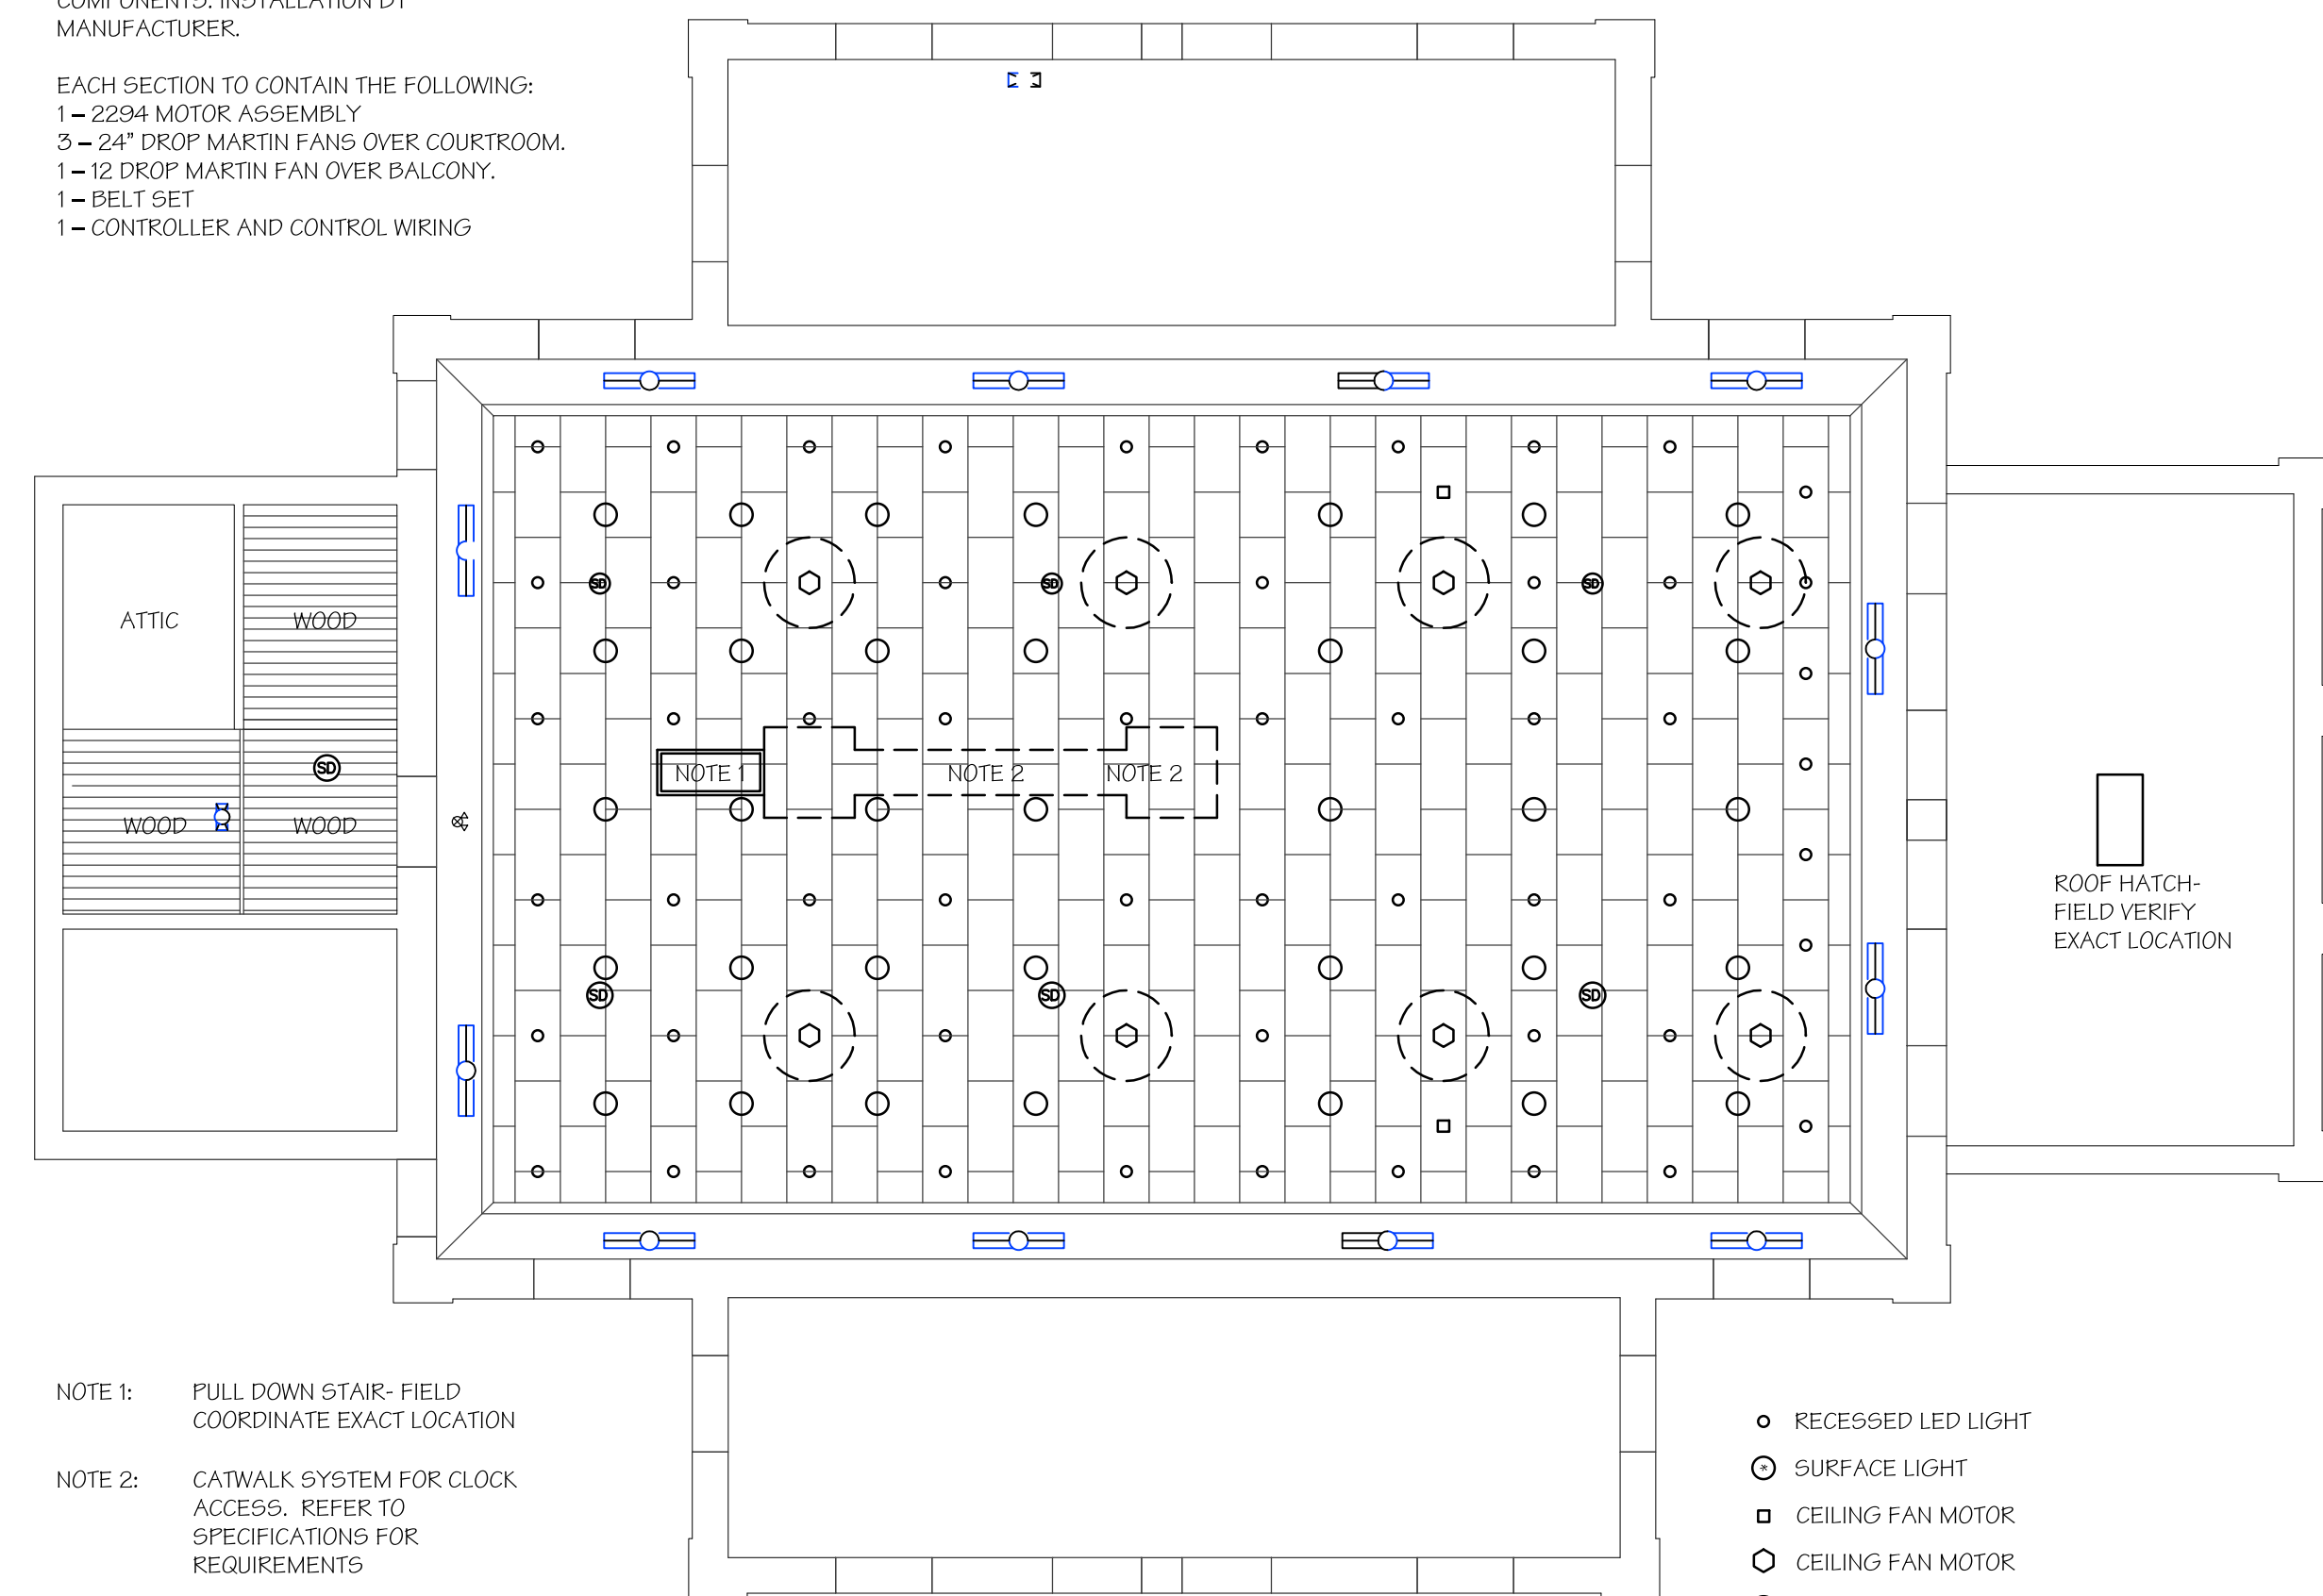 COMPONENTS. INSTALLATION BY
MANUFACTURER.
EACH SECTION TO CONTAIN THE FOLLOWING:
1 – 2294 MOTOR ASSEMBLY
3 – 24" DROP MARTIN FANS OVER COURTROOM.
1 – 12 DROP MARTIN FAN OVER BALCONY.
1 – BELT SET
1 – CONTROLLER AND CONTROL WIRING
SD
SD
SD
ATTIC
WOOD
SD
NOTE 1
NOTE 2
NOTE 2
WOOD
WOOD
ROOF HATCH-
FIELD VERIFY
EXACT LOCATION
SD
SD
SD
NOTE 1:
PULL DOWN STAIR- FIELD
COORDINATE EXACT LOCATION
NOTE 2:
CATWALK SYSTEM FOR CLOCK
ACCESS.  REFER TO
SPECIFICATIONS FOR
REQUIREMENTS
RECESSED LED LIGHT
* SURFACE LIGHT
CEILING FAN MOTOR
CEILING FAN MOTOR